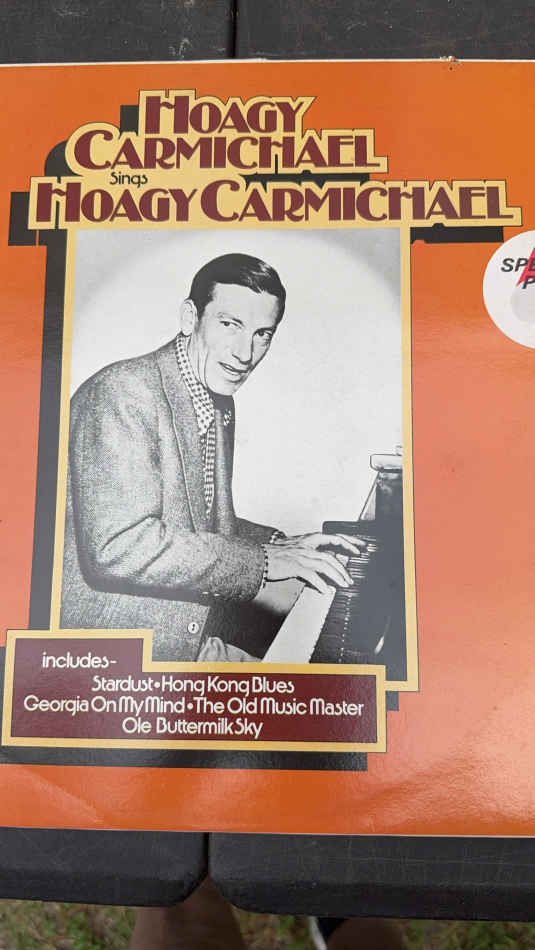 HOAGY
CARMICHAEL
Sings
HOAGY CARMICHAEL
includes-
Stardust•Hong Kong Blues
Georgia On My Mind•The Old Music Master
Ole Buttermilk Sky